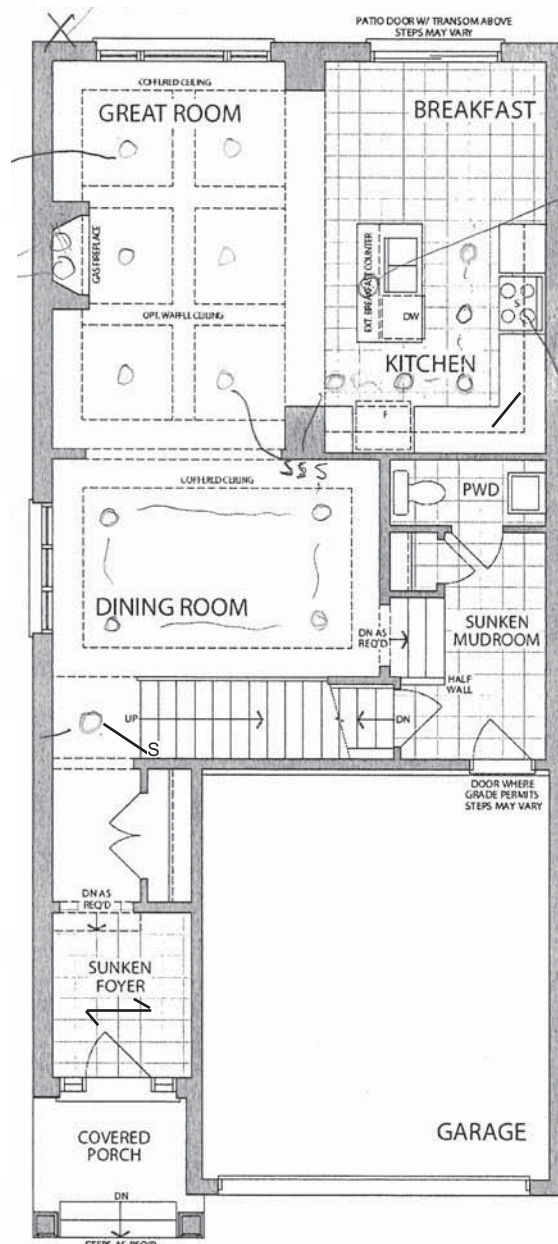 PATIO DOOR W/ TRANSOM ABOVE
STEPS MAY VARY
COFFERED CEILING
GREAT ROOM
BREAKFAST
GAS FIREPLACE
EXT. BREAKFAST COUNTER
DW
S
OPT. WAFFLE CEILING
KITCHEN
F
S S S
COFFERED CEILING
PWD
DINING ROOM
SUNKEN
MUDROOM
DN AS
REQ'D
HALF
WALL
UP
DN
S
DOOR WHERE
GRADE PERMITS
STEPS MAY VARY
DN AS
REQ'D
SUNKEN
FOYER
COVERED
PORCH
GARAGE
DN
STEPS AS REQ'D